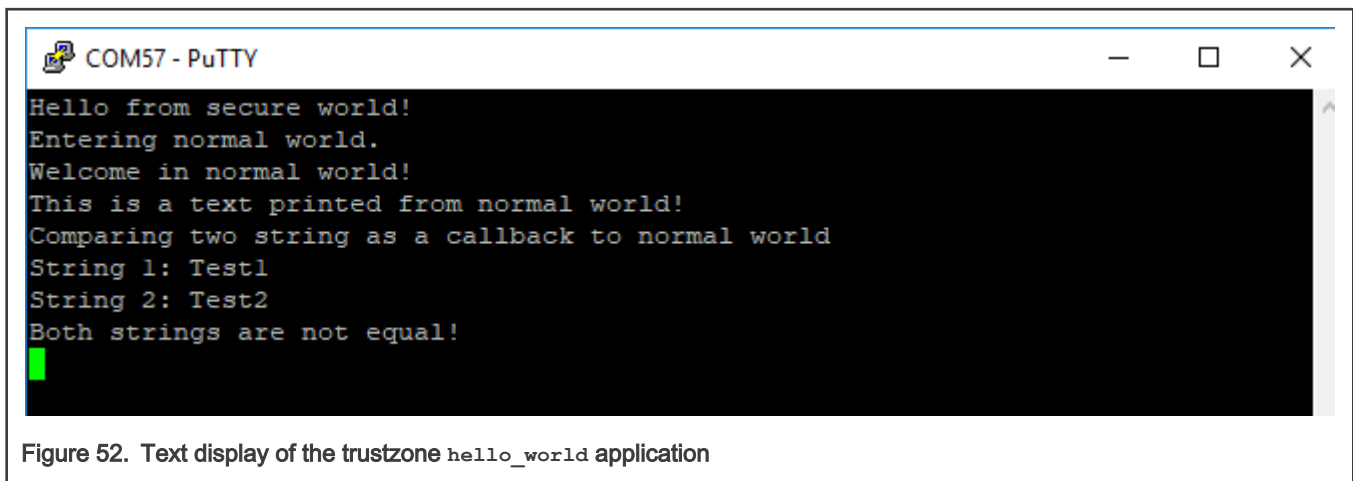 COM57 - PuTTY
Hello from secure world!
Entering normal world.
Welcome in normal world!
This is a text printed from normal world!
Comparing two string as a callback to normal world
String 1: Test1
String 2: Test2
Both strings are not equal!
Figure 52. Text display of the trustzone hello_world application